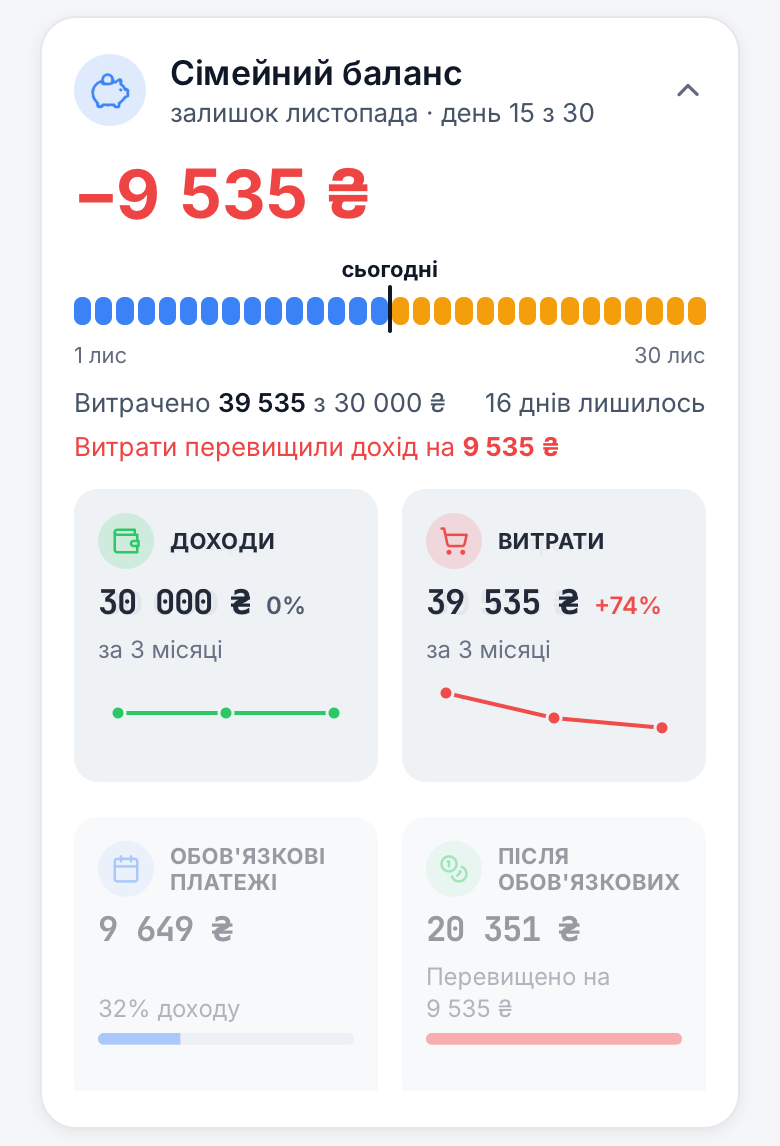 Сімейний баланс
залишок листопада · день 15 з 30
–9 535 ₴
сьогодні
1 лис 30 лис
Витрачено 39 535 з 30 000 ₴ 16 днів лишилось
Витрати перевищили дохід на 9 535 ₴
ДОХОДИ
30 000 ₴ 0%
за 3 місяці
ВИТРАТИ
39 535 ₴ +74%
за 3 місяці
ОБОВ'ЯЗКОВІ
ПЛАТЕЖІ
9 649 ₴
32% доходу
ПІСЛЯ
ОБОВ'ЯЗКОВИХ
20 351 ₴
Перевищено на
9 535 ₴